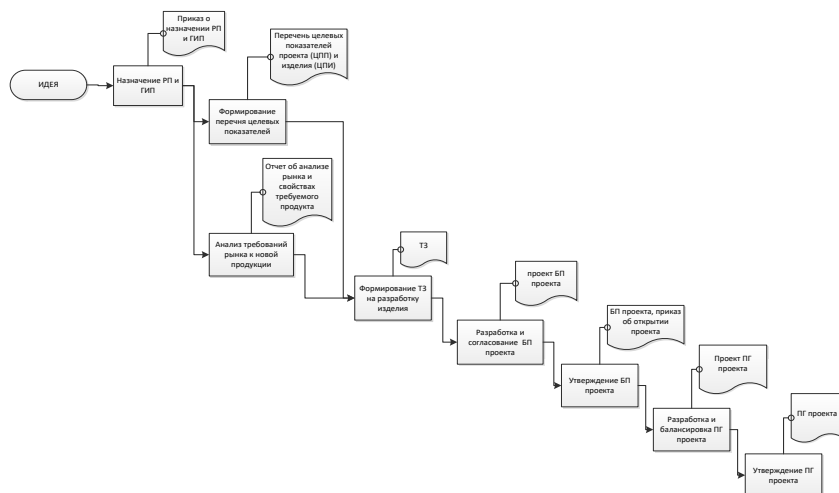 Приказ о
назначении РП
и ГИП
Перечень целевых
показателей
проекта (ЦПП) и
изделия (ЦПИ)
ИДЕЯ
Назначение РП и
ГИП
Формирование
перечня целевых
показателей
Отчет об анализе
рынка и
свойствах
требуемого
продукта
Анализ требований
рынка к новой
продукции
ТЗ
Формирование ТЗ
на разработку
изделия
проект БП
проекта
Разработка и
согласование БП
проекта
БП проекта, приказ
об открытии
проекта
Утверждение БП
проекта
Проект ПГ
проекта
Разработка и
балансировка ПГ
проекта
ПГ проекта
Утверждение ПГ
проекта